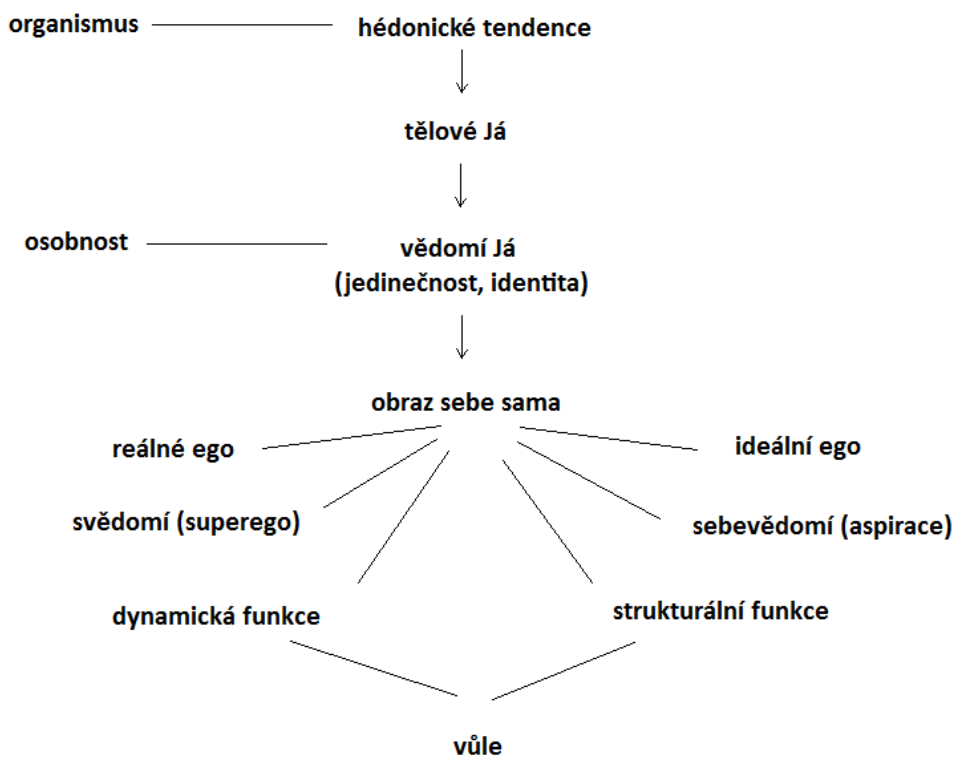 organismus
hédonické tendence
tělové Já
osobnost
vědomí Já
(jedinečnost, identita)
obraz sebe sama
reálné ego
ideální ego
svědomí (superego)
sebevědomí (aspirace)
dynamická funkce
strukturální funkce
vůle